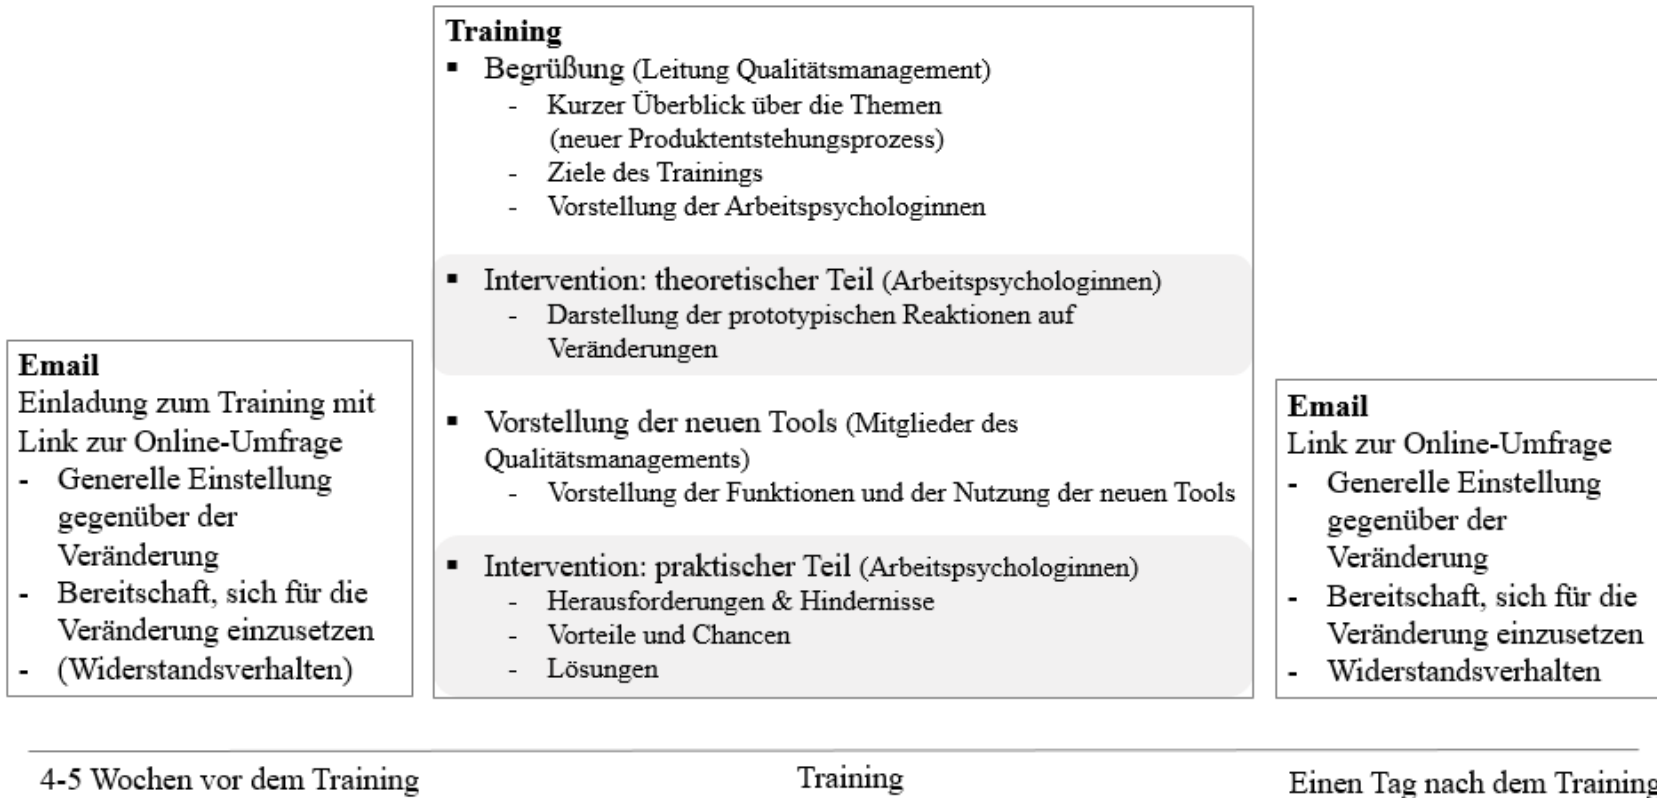 Training
▪ Begrüßung (Leitung Qualitätsmanagement)
- Kurzer Überblick über die Themen
(neuer Produktentstehungsprozess)
- Ziele des Trainings
- Vorstellung der Arbeitspsychologinnen
▪ Intervention: theoretischer Teil (Arbeitspsychologinnen)
- Darstellung der prototypischen Reaktionen auf
Veränderungen
▪ Vorstellung der neuen Tools (Mitglieder des
Qualitätsmanagements)
- Vorstellung der Funktionen und der Nutzung der neuen Tools
▪ Intervention: praktischer Teil (Arbeitspsychologinnen)
- Herausforderungen & Hindernisse
- Vorteile und Chancen
- Lösungen
Email
Einladung zum Training mit
Link zur Online-Umfrage
- Generelle Einstellung
gegenüber der
Veränderung
- Bereitschaft, sich für die
Veränderung einzusetzen
- (Widerstandsverhalten)
Email
Link zur Online-Umfrage
- Generelle Einstellung
gegenüber der
Veränderung
- Bereitschaft, sich für die
Veränderung einzusetzen
- Widerstandsverhalten
4-5 Wochen vor dem Training
Training
Einen Tag nach dem Training